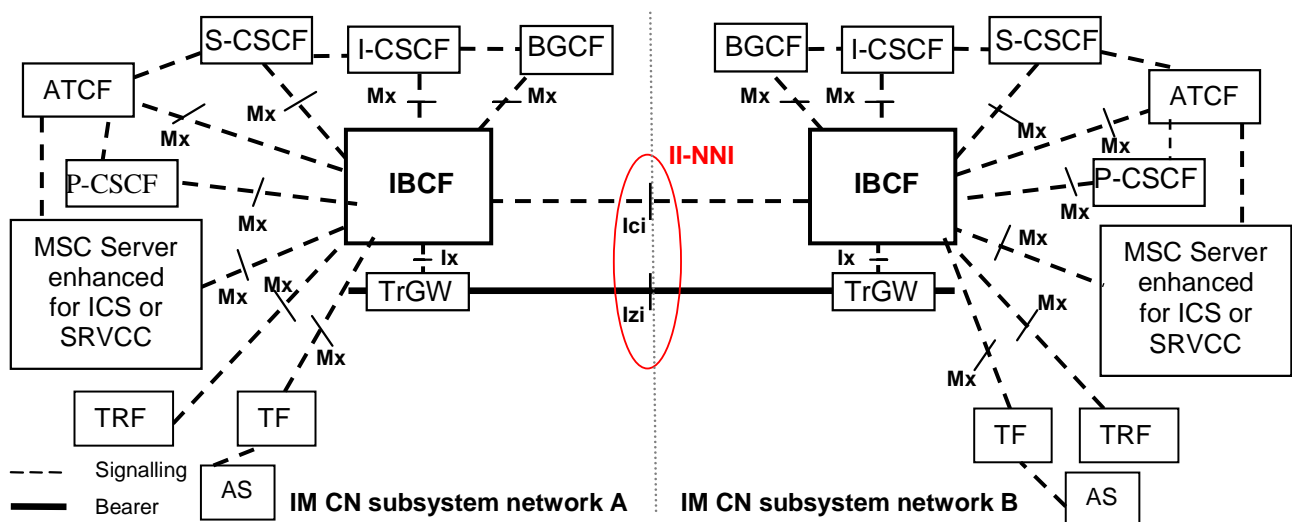 S-CSCF
I-CSCF
BGCF
ATCF
Mx
Mx
Mx
Mx
P-CSCF
IBCF
Mx
MSC Server
enhanced
for ICS or
SRVCC
Mx
Mx
Mx
Ix
TrGW
TRF
TF
AS
Signalling
Bearer
IM CN subsystem network A
II-NNI
Ici
Izi
BGCF
I-CSCF
S-CSCF
ATCF
Mx
Mx
Mx
Mx
P-CSCF
IBCF
Mx
Mx
MSC Server
enhanced
for ICS or
SRVCC
Ix
TrGW
Mx
Mx
TF
TRF
AS
IM CN subsystem network B